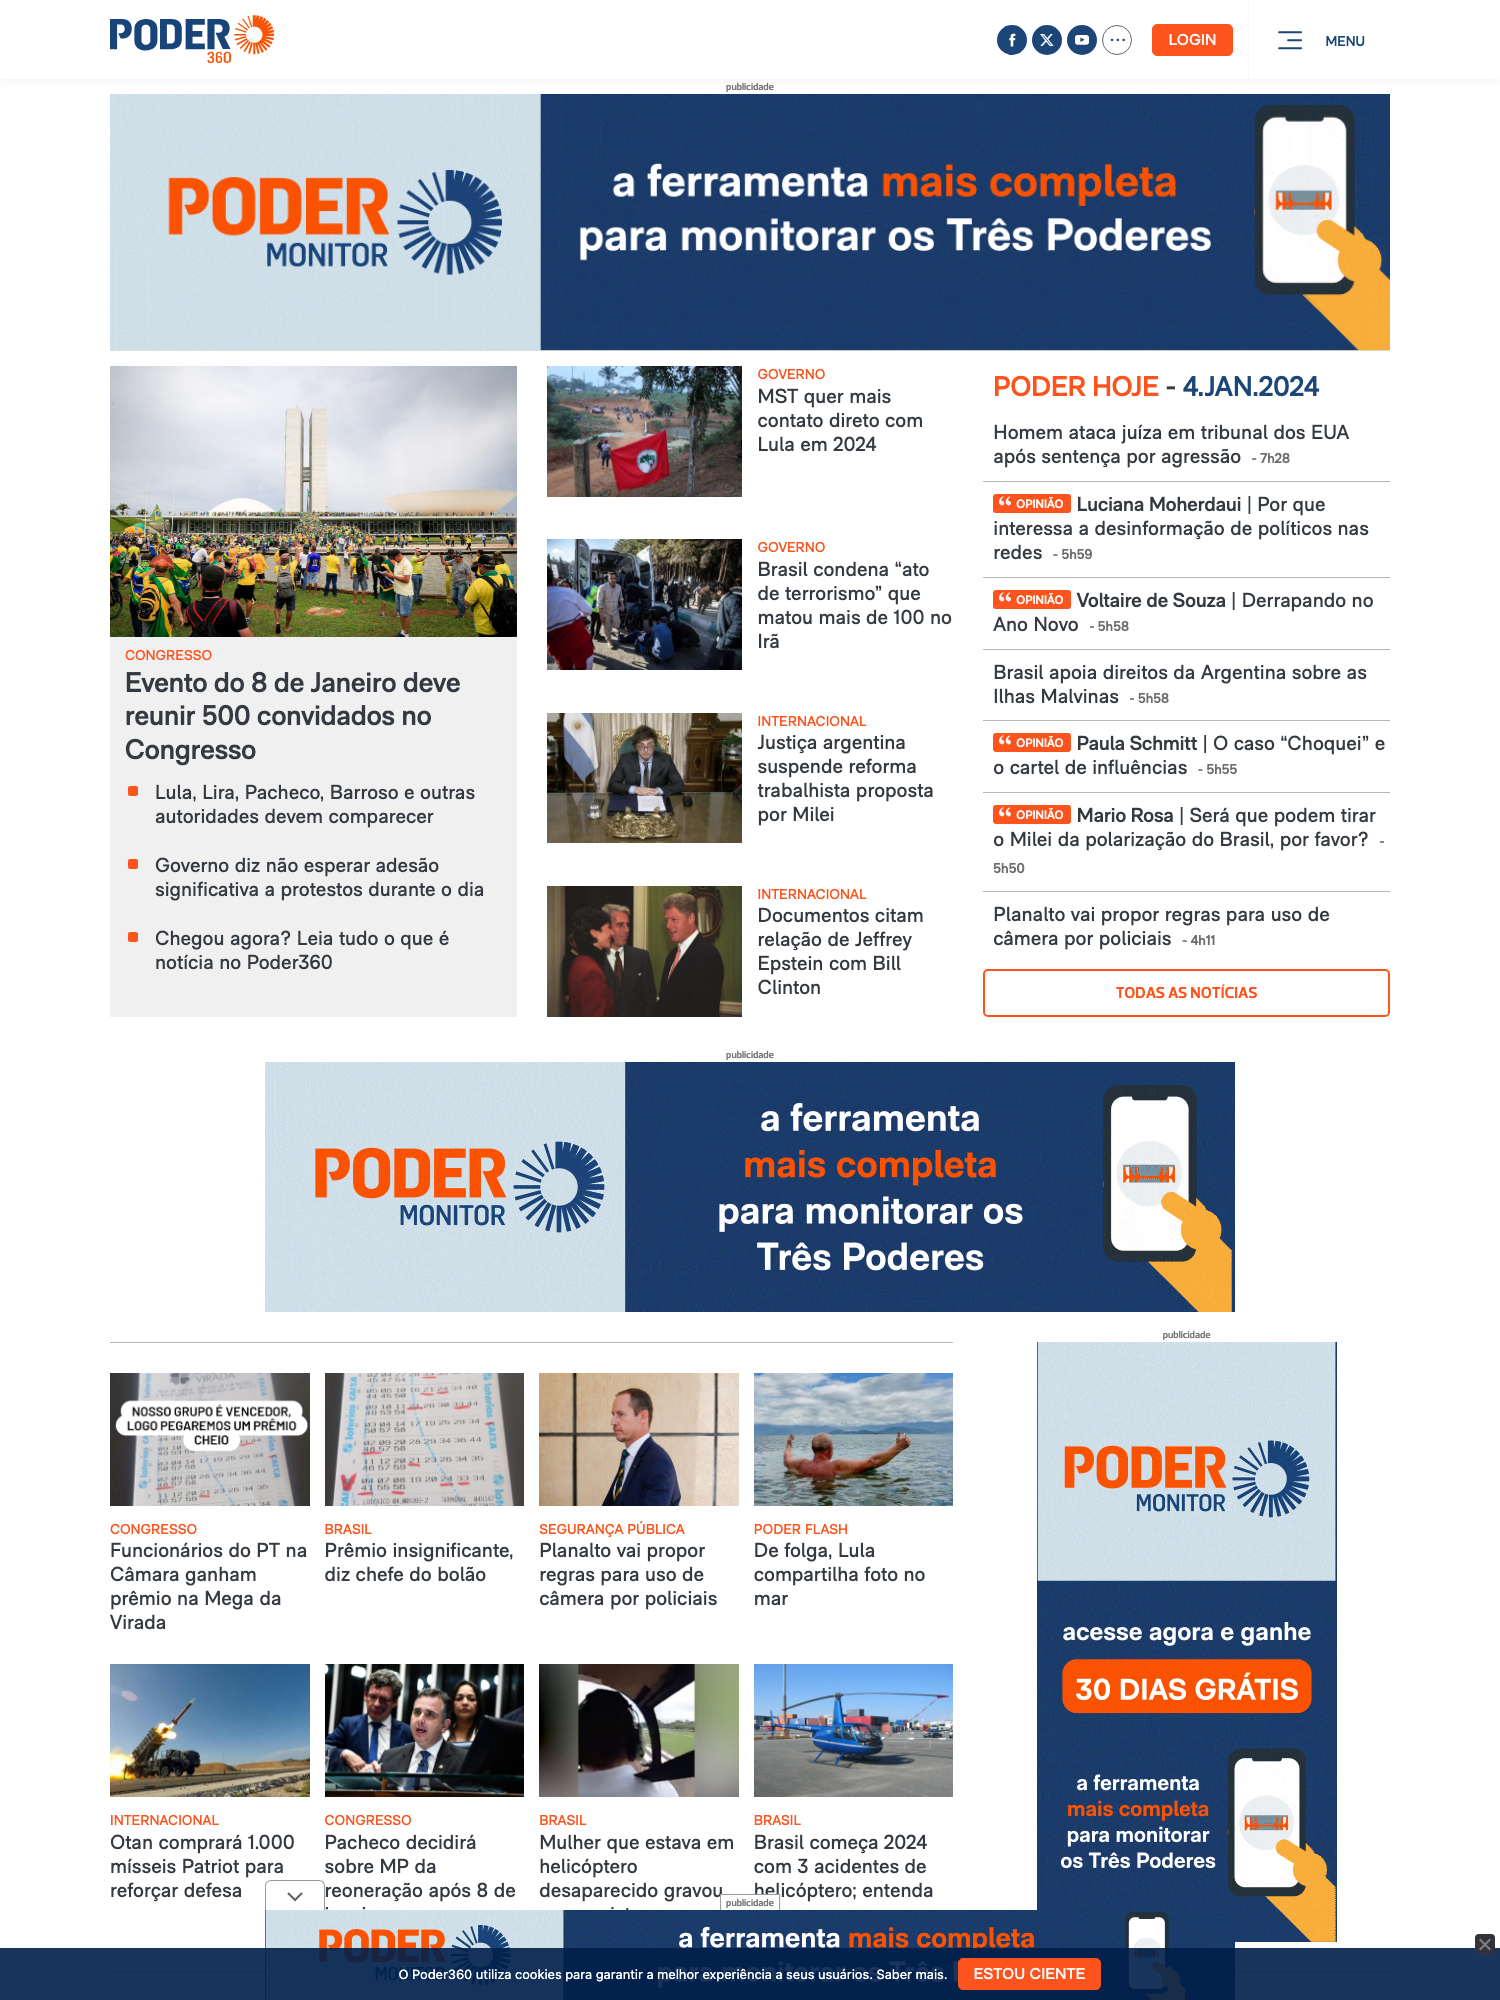 PODER
360
LOGIN
MENU
publicidade
PODER
MONITOR
a ferramenta mais completa
para monitorar os Três Poderes
CONGRESSO
Evento do 8 de Janeiro deve
reunir 500 convidados no
Congresso
Lula, Lira, Pacheco, Barroso e outras
autoridades devem comparecer
Governo diz não esperar adesão
significativa a protestos durante o dia
Chegou agora? Leia tudo o que é
notícia no Poder360
GOVERNO
MST quer mais
contato direto com
Lula em 2024
GOVERNO
Brasil condena “ato
de terrorismo” que
matou mais de 100 no
Irã
INTERNACIONAL
Justiça argentina
suspende reforma
trabalhista proposta
por Milei
INTERNACIONAL
Documentos citam
relação de Jeffrey
Epstein com Bill
Clinton
PODER HOJE - 4.JAN.2024
Homem ataca juíza em tribunal dos EUA
após sentença por agressão - 7h28
“ OPINIÃO Luciana Moherdaui | Por que
interessa a desinformação de políticos nas
redes - 5h59
“ OPINIÃO Voltaire de Souza | Derrapando no
Ano Novo - 5h58
Brasil apoia direitos da Argentina sobre as
Ilhas Malvinas - 5h58
“ OPINIÃO Paula Schmitt | O caso “Choquei” e
o cartel de influências - 5h55
“ OPINIÃO Mario Rosa | Será que podem tirar
o Milei da polarização do Brasil, por favor? -
5h50
Planalto vai propor regras para uso de
câmera por policiais - 4h11
TODAS AS NOTÍCIAS
publicidade
PODER
MONITOR
a ferramenta
mais completa
para monitorar os
Três Poderes
NOSSO GRUPO É VENCEDOR,
LOGO PEGAREMOS UM PRÊMIO
CHEIO
CONGRESSO
Funcionários do PT na
Câmara ganham
prêmio na Mega da
Virada
BRASIL
Prêmio insignificante,
diz chefe do bolão
SEGURANÇA PÚBLICA
Planalto vai propor
regras para uso de
câmera por policiais
PODER FLASH
De folga, Lula
compartilha foto no
mar
INTERNACIONAL
Otan comprará 1.000
mísseis Patriot para
reforçar defesa
CONGRESSO
Pacheco decidirá
sobre MP da
reoneração após 8 de
BRASIL
Mulher que estava em
helicóptero
desaparecido gravou
BRASIL
Brasil começa 2024
com 3 acidentes de
helicóptero; entenda
publicidade
PODER
MONITOR
acesse agora e ganhe
30 DIAS GRÁTIS
a ferramenta
mais completa
para monitorar
os Três Poderes
publicidade
PODER
a ferramenta mais completa
O Poder360 utiliza cookies para garantir a melhor experiência a seus usuários. Saber mais.
ESTOU CIENTE